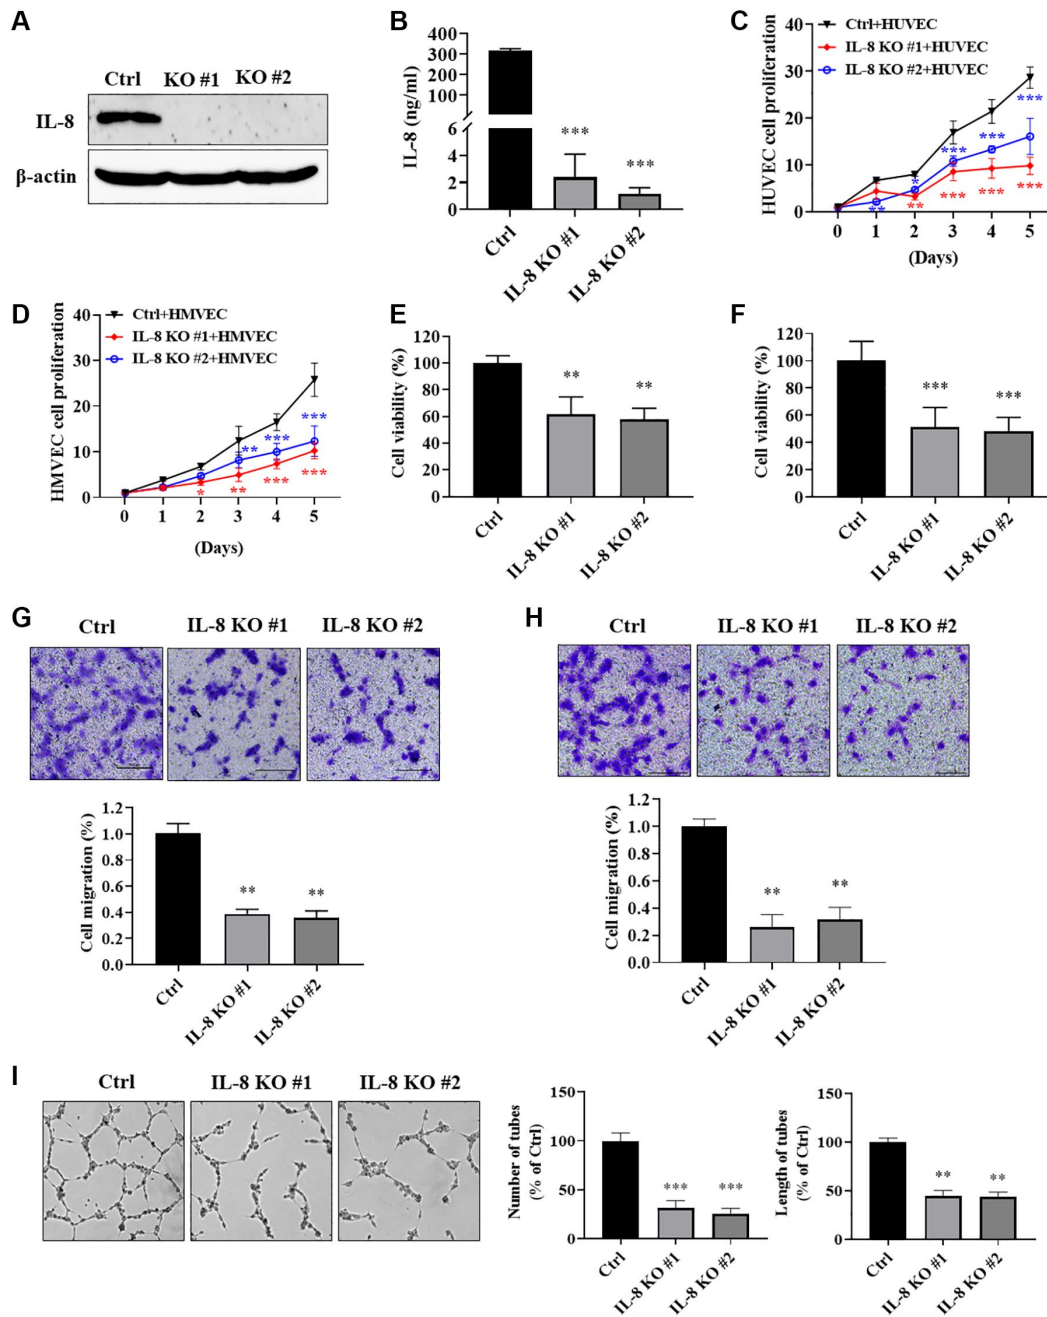 A
Ctrl KO #1 KO #2
IL-8
β-actin
B
IL-8 (ng/ml)
400
300
200
100
6
4
2
0
***
***
Ctrl
IL-8 KO #1
IL-8 KO #2
C
HUVEC cell proliferation
40
30
20
10
0
Ctrl+HUVEC
IL-8 KO #1+HUVEC
IL-8 KO #2+HUVEC
***
***
***
*
**
**
***
***
***
0 1 2 3 4 5
(Days)
D
HMVEC cell proliferation
40
30
20
10
0
Ctrl+HMVEC
IL-8 KO #1+HMVEC
IL-8 KO #2+HMVEC
***
***
**
*
**
***
***
0 1 2 3 4 5
(Days)
E
Cell viability (%)
120
100
80
60
40
20
0
**
**
Ctrl
IL-8 KO #1
IL-8 KO #2
F
Cell viability (%)
120
100
80
60
40
20
0
***
***
Ctrl
IL-8 KO #1
IL-8 KO #2
G
Ctrl IL-8 KO #1 IL-8 KO #2
Cell migration (%)
1.2
1.0
0.8
0.6
0.4
0.2
0.0
**
**
Ctrl
IL-8 KO #1
IL-8 KO #2
H
Ctrl IL-8 KO #1 IL-8 KO #2
Cell migration (%)
1.2
1.0
0.8
0.6
0.4
0.2
0.0
**
**
Ctrl
IL-8 KO #1
IL-8 KO #2
I
Ctrl IL-8 KO #1 IL-8 KO #2
Number of tubes
(% of Ctrl)
150
100
50
0
***
***
Ctrl
IL-8 KO #1
IL-8 KO #2
Length of tubes
(% of Ctrl)
150
100
50
0
**
**
Ctrl
IL-8 KO #1
IL-8 KO #2